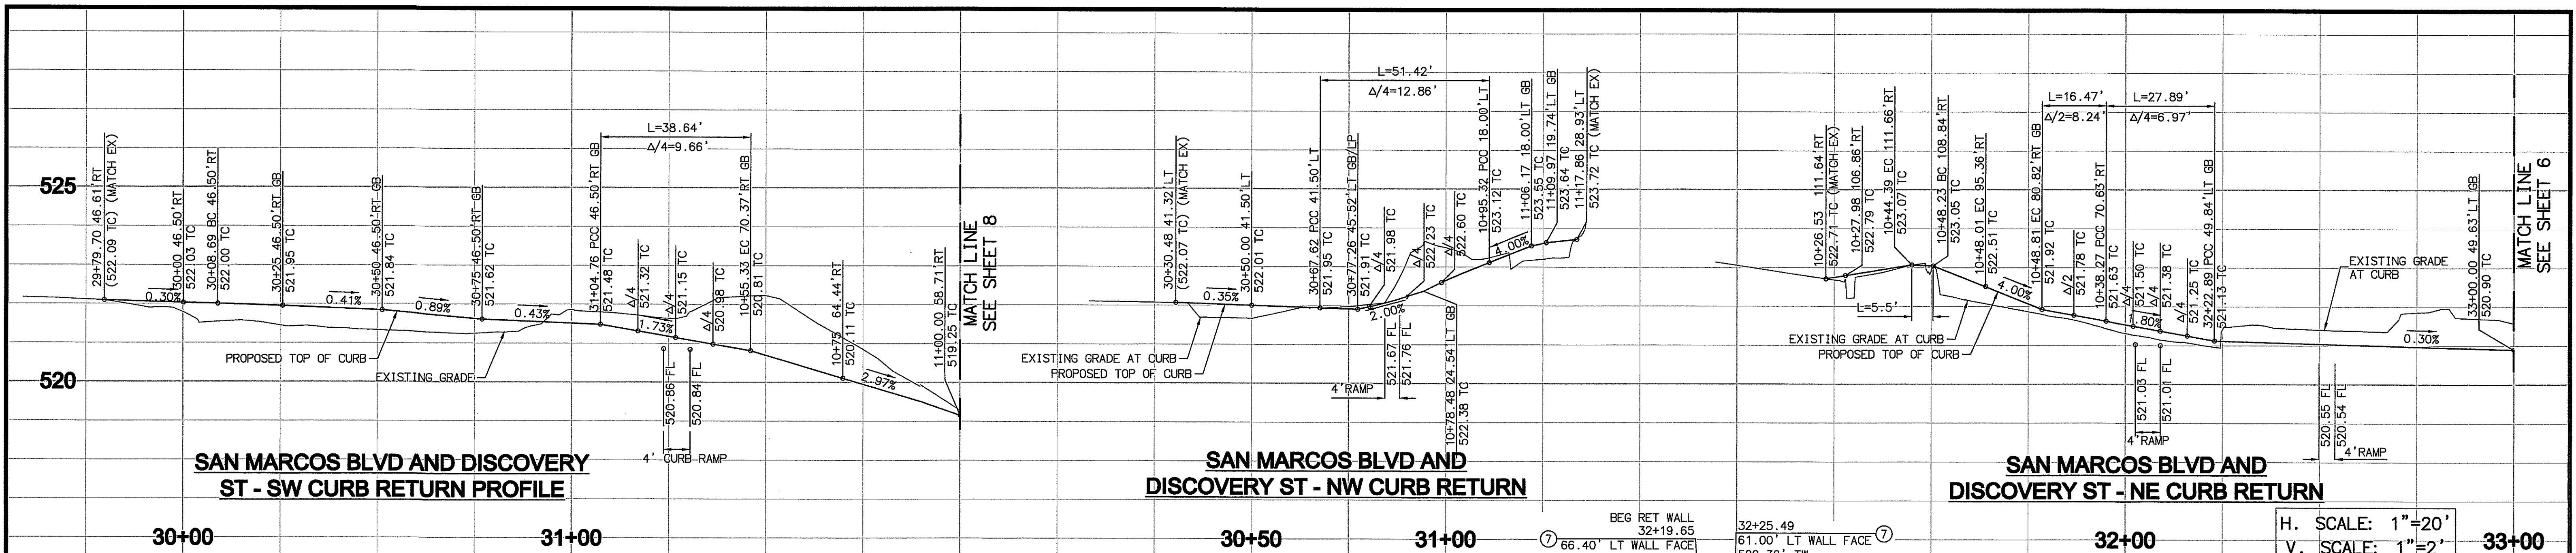 525
520
29+79.70 46.61'RT
(522.09 TC) (MATCH EX)
0.30%
30+00 46.50'RT
522.03 TC
30+08.69 BC 46.50'RT
522.00 TC
30+25 46.50'RT GB
521.95 TC
0.41%
30+50 46.50'RT GB
521.84 TC
0.89%
30+75 46.50'RT GB
521.62 TC
0.43%
L=38.64'
Δ/4=9.66'
31+04.76 PCC 46.50'RT GB
521.48 TC
Δ/4
521.32 TC
1.73%
Δ/4
521.15 TC
Δ/4
520.98 TC
10+55.33 EC 70.37'RT GB
520.81 TC
10+75 64.44'RT
520.11 TC
2.97%
11+00.00 58.71'RT
519.25 TC
MATCH LINE
SEE SHEET 8
PROPOSED TOP OF CURB
EXISTING GRADE
520.86 FL
520.84 FL
4' CURB RAMP
SAN MARCOS BLVD AND DISCOVERY
ST - SW CURB RETURN PROFILE
30+00
31+00
30+30.48 41.32'LT
(522.07 TC) (MATCH EX)
0.35%
30+50.00 41.50'LT
522.01 TC
L=51.42'
Δ/4=12.86'
30+67.62 PCC 41.50'LT
521.95 TC
30+77.26 45.52'LT GB/LP
521.91 TC
Δ/4
521.98 TC
2.00%
Δ/4
522.23 TC
Δ/4
522.60 TC
10+95.32 PCC 18.00'LT
523.12 TC
4.00%
11+06.17 18.00'LT GB
523.55 TC
11+09.97 19.74'LT GB
523.64 TC
11+17.86 28.93'LT
523.72 TC (MATCH EX)
EXISTING GRADE AT CURB
PROPOSED TOP OF CURB
4'RAMP
521.67 FL
521.76 FL
10+78.48 24.54'LT GB
522.38 TC
SAN MARCOS BLVD AND
DISCOVERY ST - NW CURB RETURN
30+50
31+00
10+26.53 111.64'RT
522.71 TC (MATCH EX)
10+27.98 106.86'RT
522.79 TC
10+44.39 EC 111.66'RT
523.07 TC
10+48.23 BC 108.84'RT
523.05 TC
L=5.5'
10+48.01 EC 95.36'RT
522.51 TC
4.00%
L=16.47'
Δ/2=8.24'
L=27.89'
Δ/4=6.97'
10+48.81 EC 80.82'RT GB
521.92 TC
Δ/2
521.78 TC
10+38.27 PCC 70.63'RT
521.63 TC
Δ/4
521.50 TC
1.80%
Δ/4
521.38 TC
Δ/4
521.25 TC
32+22.89 PCC 49.84'LT GB
521.13 TC
EXISTING GRADE AT CURB
PROPOSED TOP OF CURB
521.03 FL
521.01 FL
4'RAMP
EXISTING GRADE
AT CURB
0.30%
33+00.00 49.63'LT GB
520.90 TC
520.55 FL
520.54 FL
4'RAMP
MATCH LINE
SEE SHEET 6
SAN MARCOS BLVD AND
DISCOVERY ST - NE CURB RETURN
32+00
33+00
BEG RET WALL
32+19.65
66.40' LT WALL FACE
7
32+25.49
61.00' LT WALL FACE
7
H. SCALE: 1"=20'
V. SCALE: 1"=2'